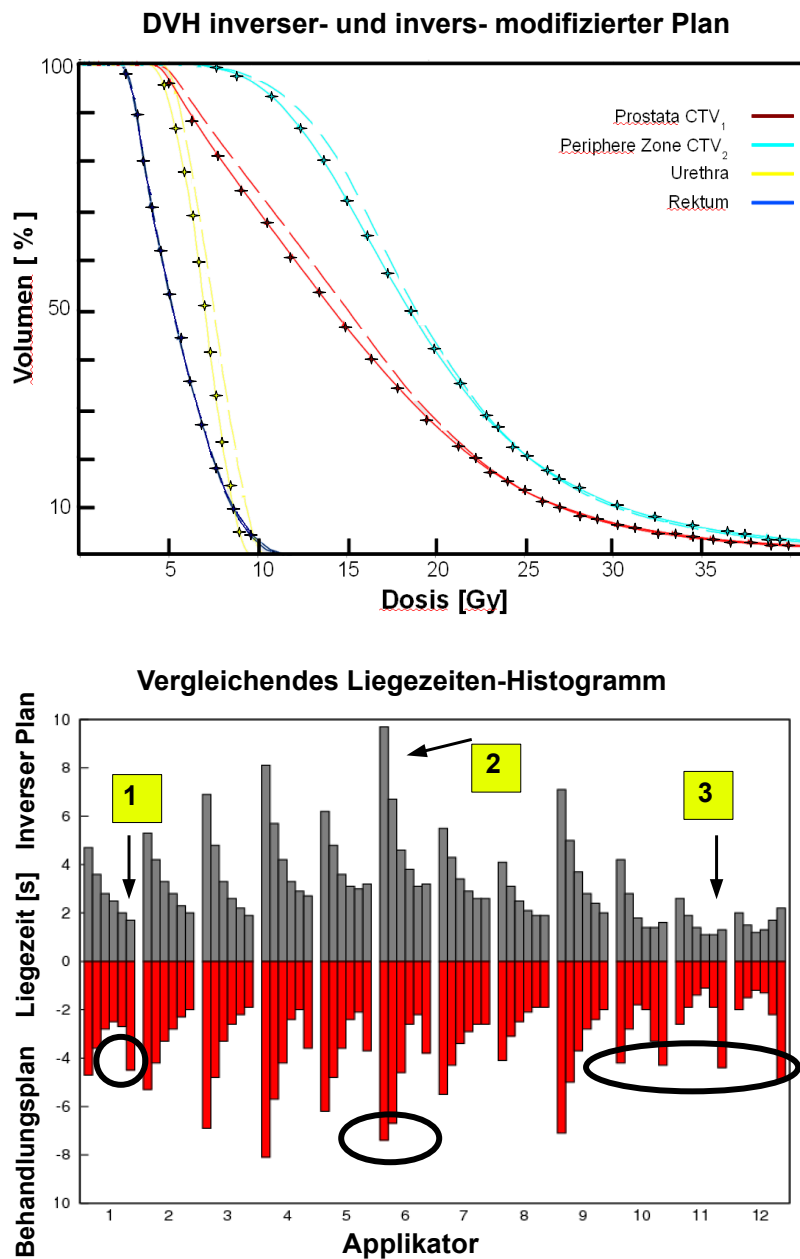 DVH inverser- und invers- modifizierter Plan
100
50
10
Volumen [ % ]
Prostata CTV₁
Periphere Zone CTV₂
Urethra
Rektum
5 10 15 20 25 30 35
Dosis [Gy]
Vergleichendes Liegezeiten-Histogramm
Behandlungsplan Liegezeit [s] Inverser Plan
10
8
6
4
2
0
-2
-4
-6
-8
10
1
2
3
1 2 3 4 5 6 7 8 9 10 11 12
Applikator